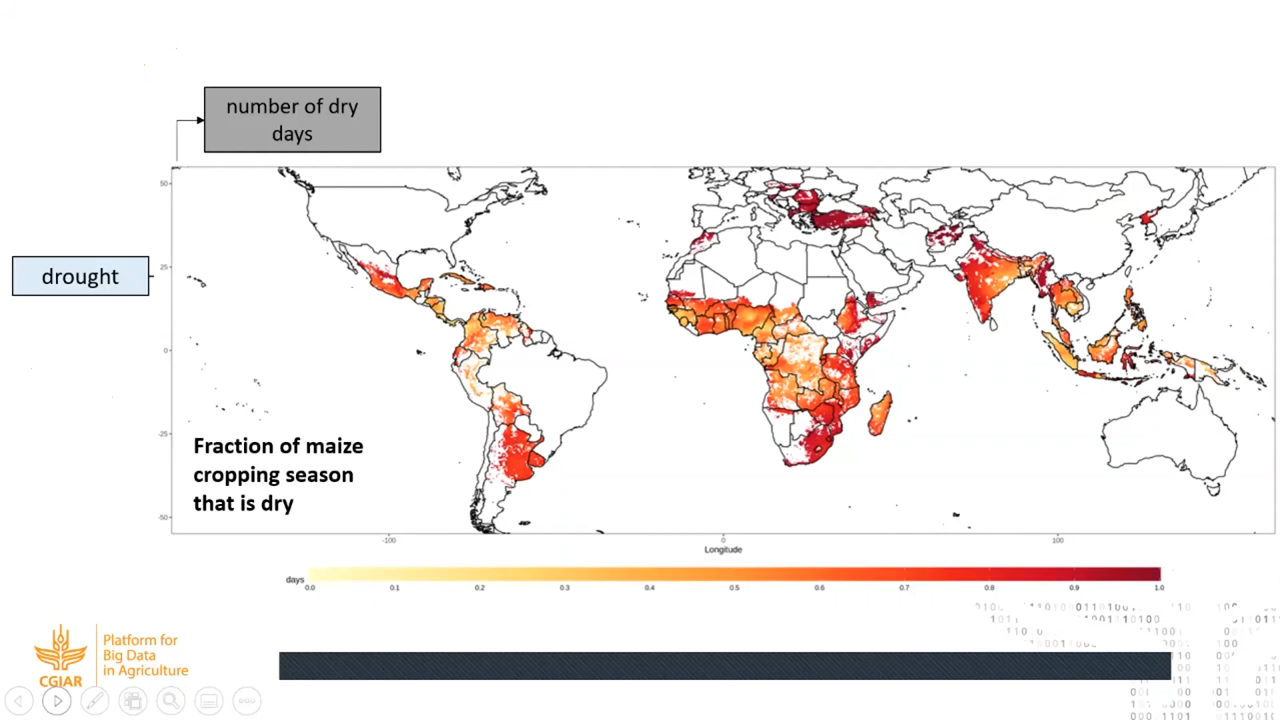 number of dry
days
drought
50
25
0
-25
-50
Fraction of maize
cropping season
that is dry
-100
0
100
Longitude
days
0.0
0.1
0.2
0.3
0.4
0.5
0.6
0.7
0.8
0.9
1.0
Platform for
Big Data
in Agriculture
CGIAR